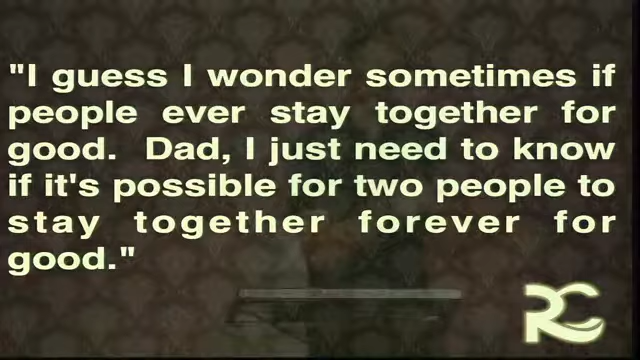 "I guess I wonder sometimes if
people ever stay together for
good. Dad, I just need to know
if it's possible for two people to
stay together forever for
good."
RC